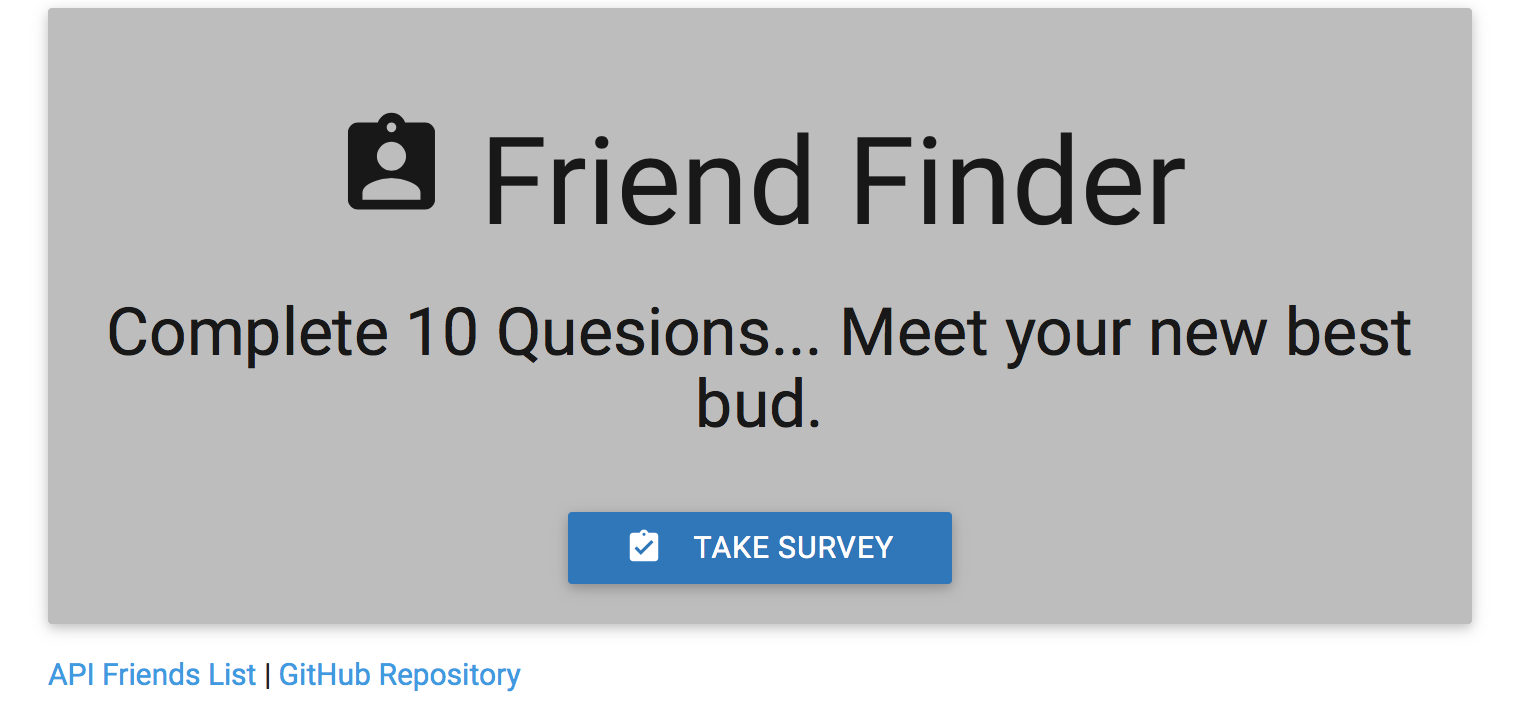 Friend Finder
Complete 10 Quesions... Meet your new best
bud.
TAKE SURVEY
API Friends List | GitHub Repository